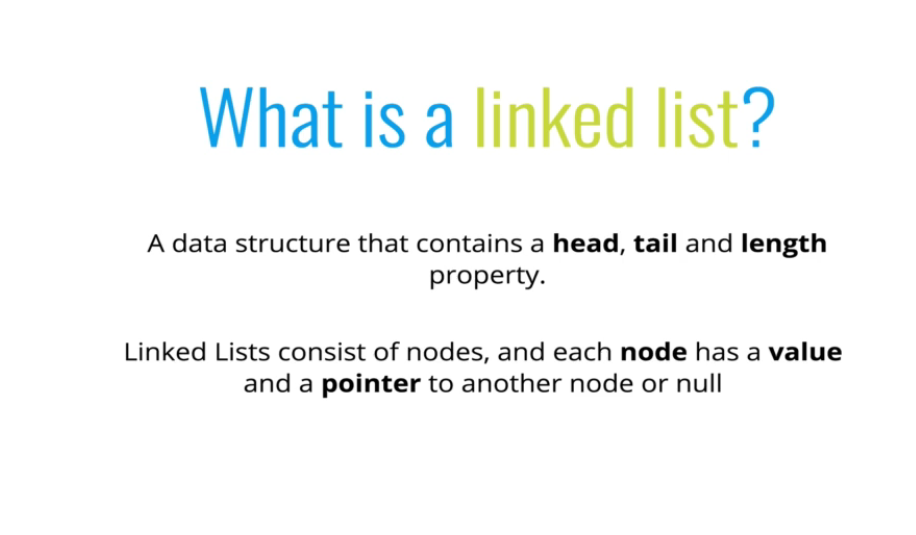 What is a linked list?
A data structure that contains a head, tail and length
property.
Linked Lists consist of nodes, and each node has a value
and a pointer to another node or null